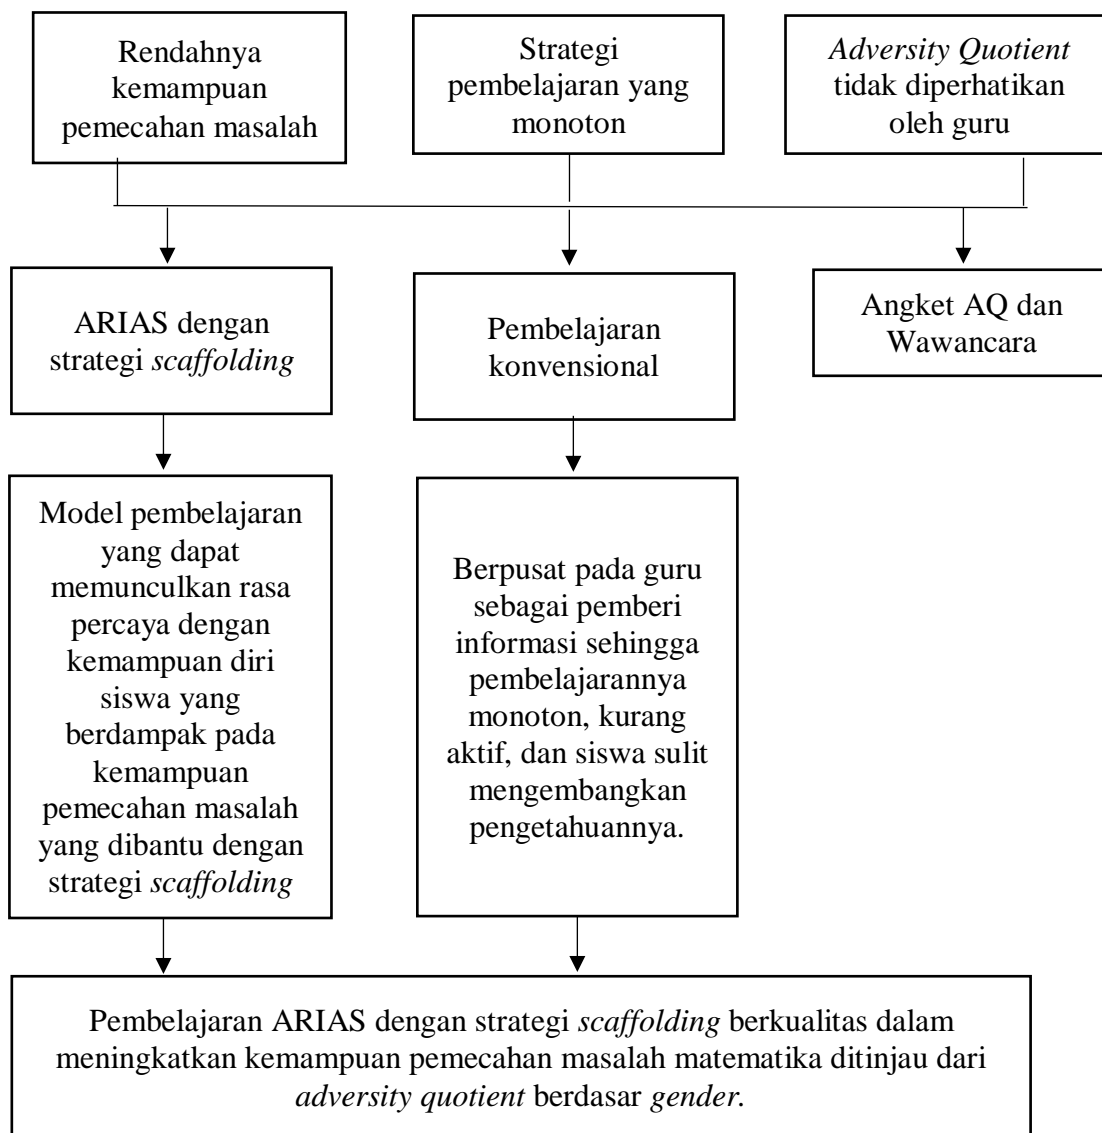 Rendahnya
kemampuan
pemecahan masalah
Strategi
pembelajaran yang
monoton
Adversity Quotient
tidak diperhatikan
oleh guru
ARIAS dengan
strategi scaffolding
Pembelajaran
konvensional
Angket AQ dan
Wawancara
Model pembelajaran
yang dapat
memunculkan rasa
percaya dengan
kemampuan diri
siswa yang
berdampak pada
kemampuan
pemecahan masalah
yang dibantu dengan
strategi scaffolding
Berpusat pada guru
sebagai pemberi
informasi sehingga
pembelajarannya
monoton, kurang
aktif, dan siswa sulit
mengembangkan
pengetahuannya.
Pembelajaran ARIAS dengan strategi scaffolding berkualitas dalam
meningkatkan kemampuan pemecahan masalah matematika ditinjau dari
adversity quotient berdasar gender.